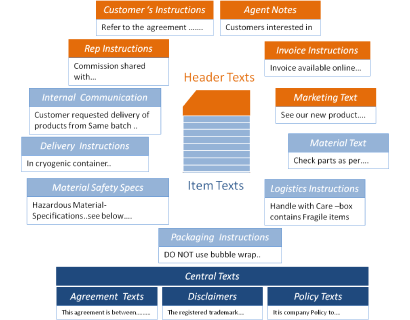 Customer's Instructions
Refer to the agreement .......
Agent Notes
Customers interested in
Rep Instructions
Commission shared
with...
Invoice Instructions
Invoice available online...
Header Texts
Internal Communication
Customer requested delivery of
products from Same batch ..
Marketing Text
See our new product....
Delivery Instructions
In cryogenic container..
Material Text
Check parts as per....
Item Texts
Material Safety Specs
Hazardous Material-
Specifications..see below....
Logistics Instructions
Handle with Care –box
contains Fragile items
Packaging Instructions
DO NOT use bubble wrap..
Central Texts
Agreement Texts
This agreement is between.........
Disclaimers
The registered trademark....
Policy Texts
It is company Policy to....